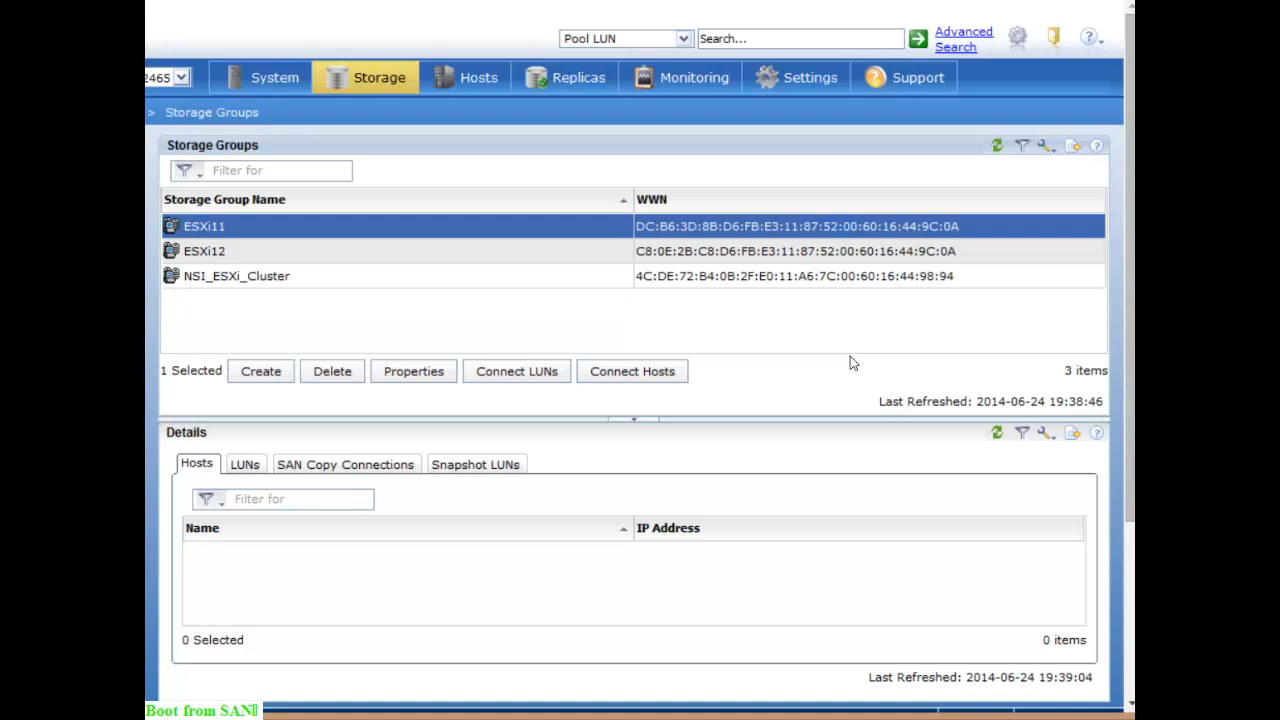 Pool LUN Search... Advanced Search
2465 System Storage Hosts Replicas Monitoring Settings Support
> Storage Groups
Storage Groups
Filter for
Storage Group Name WWN
ESXi11 DC:B6:3D:8B:D6:FB:E3:11:87:52:00:60:16:44:9C:0A
ESXi12 C8:0E:2B:C8:D6:FB:E3:11:87:52:00:60:16:44:9C:0A
NSI_ESXi_Cluster 4C:DE:72:B4:0B:2F:E0:11:A6:7C:00:60:16:44:98:94
1 Selected Create Delete Properties Connect LUNs Connect Hosts 3 items
Last Refreshed: 2014-06-24 19:38:46
Details
Hosts LUNs SAN Copy Connections Snapshot LUNs
Filter for
Name IP Address
0 Selected 0 items
Last Refreshed: 2014-06-24 19:39:04
Boot from SAN